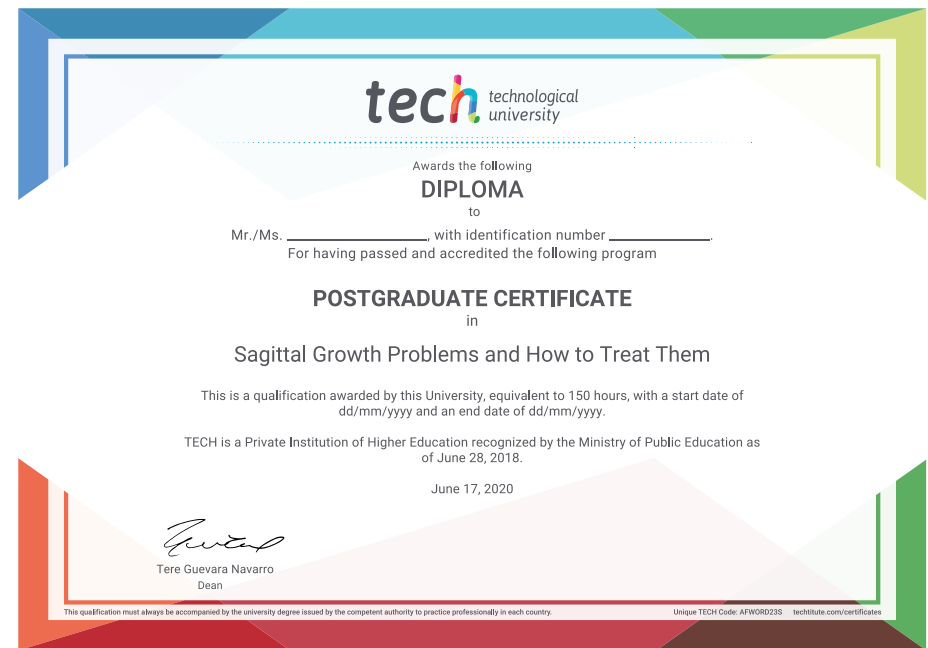 tech technological
university
Awards the following
DIPLOMA
to
Mr./Ms. ____________________, with identification number ______________.
For having passed and accredited the following program
POSTGRADUATE CERTIFICATE
in
Sagittal Growth Problems and How to Treat Them
This is a qualification awarded by this University, equivalent to 150 hours, with a start date of
dd/mm/yyyy and an end date of dd/mm/yyyy.
TECH is a Private Institution of Higher Education recognized by the Ministry of Public Education as
of June 28, 2018.
June 17, 2020
Tere Guevara Navarro
Dean
This qualification must always be accompanied by the university degree issued by the competent authority to practice professionally in each country.
Unique TECH Code: AFWORD23S techtitute.com/certificates